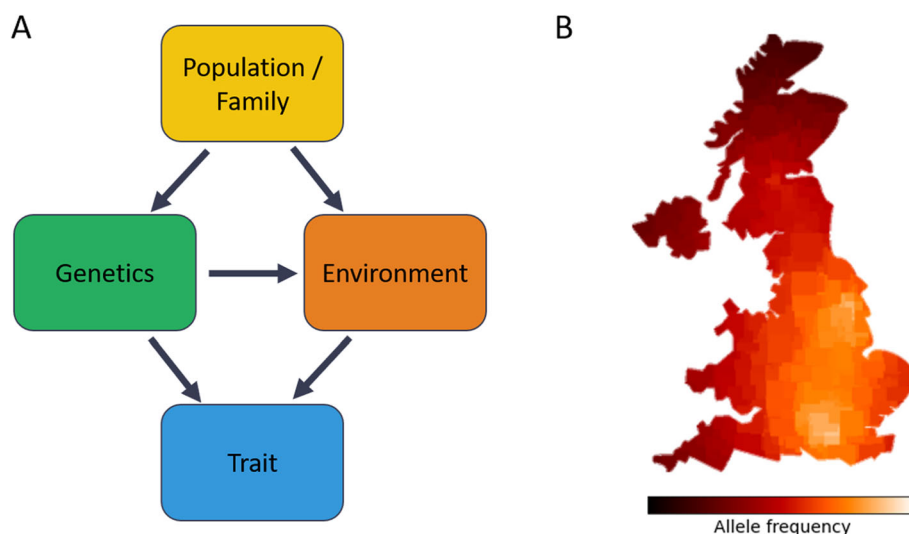 A
B
Population /
Family
Genetics
Environment
Trait
Allele frequency